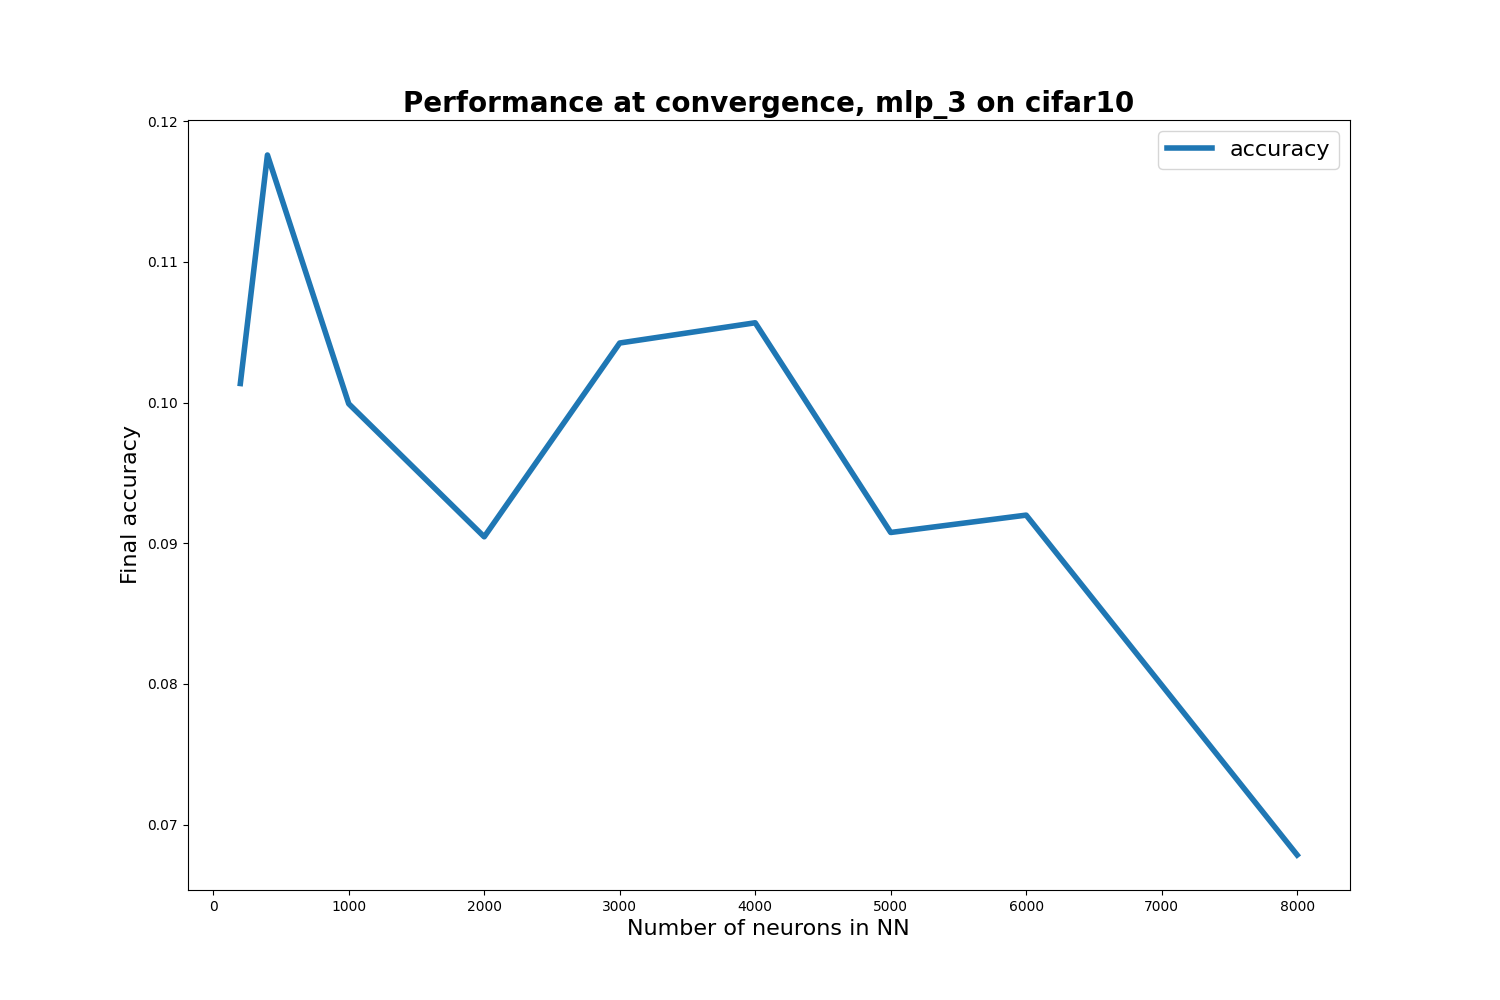 Performance at convergence, mlp_3 on cifar10
accuracy
0.12
0.11
0.10
0.09
0.08
0.07
Final accuracy
0 1000 2000 3000 4000 5000 6000 7000 8000
Number of neurons in NN